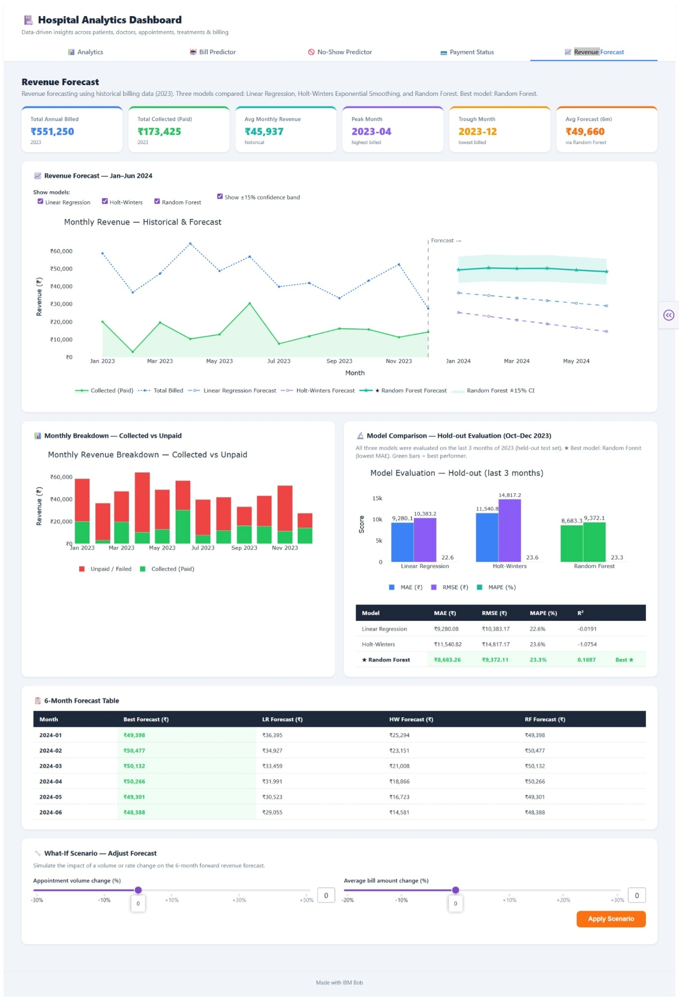 Hospital Analytics Dashboard
Data-driven insights across patients, doctors, appointments, treatments & billing
Analytics Bill Predictor No-Show Predictor Payment Status Revenue Forecast
Revenue Forecast
Revenue forecasting using historical billing data (2023). Three models compared: Linear Regression, Holt-Winters Exponential Smoothing, and Random Forest. Best model: Random Forest.
Total Annual Billed
₹551,250
2023
Total Collected (Paid)
₹173,425
2023
Avg Monthly Revenue
₹45,937
historical
Peak Month
2023-04
highest billed
Trough Month
2023-12
lowest billed
Avg Forecast (6m)
₹49,660
via Random Forest
Revenue Forecast — Jan–Jun 2024
Show models:
Linear Regression Holt-Winters Random Forest Show ±15% confidence band
Monthly Revenue — Historical & Forecast
Forecast →
₹60,000
₹50,000
₹40,000
₹30,000
₹20,000
₹10,000
₹0
Revenue (₹)
Jan 2023 Mar 2023 May 2023 Jul 2023 Sep 2023 Nov 2023 Jan 2024 Mar 2024 May 2024
Month
Collected (Paid) Total Billed Linear Regression Forecast Holt-Winters Forecast ★ Random Forest Forecast Random Forest ±15% CI
Monthly Breakdown — Collected vs Unpaid
Monthly Revenue Breakdown — Collected vs Unpaid
₹60,000
₹40,000
₹20,000
₹0
Revenue (₹)
Jan 2023 Mar 2023 May 2023 Jul 2023 Sep 2023 Nov 2023
Unpaid / Failed Collected (Paid)
Model Comparison — Hold-out Evaluation (Oct–Dec 2023)
All three models were evaluated on the last 3 months of 2023 (held-out test set). ★ Best model: Random Forest
(lowest MAE). Green bars = best performer.
Model Evaluation — Hold-out (last 3 months)
15k
10k
5k
0
Score
9,280.1 10,383.2 22.6
11,540.8 14,817.2 23.6
8,683.3 9,372.1 23.3
Linear Regression Holt-Winters Random Forest
MAE (₹) RMSE (₹) MAPE (%)
Model MAE (₹) RMSE (₹) MAPE (%) R²
Linear Regression ₹9,280.08 ₹10,383.17 22.6% -0.0191
Holt-Winters ₹11,540.82 ₹14,817.17 23.6% -1.0754
★ Random Forest ₹8,683.26 ₹9,372.11 23.3% 0.1697 Best ★
6-Month Forecast Table
Month Best Forecast (₹) LR Forecast (₹) HW Forecast (₹) RF Forecast (₹)
2024-01 ₹49,398 ₹36,395 ₹25,294 ₹49,398
2024-02 ₹50,477 ₹34,927 ₹23,151 ₹50,477
2024-03 ₹50,132 ₹33,459 ₹21,008 ₹50,132
2024-04 ₹50,266 ₹31,991 ₹18,866 ₹50,266
2024-05 ₹49,301 ₹30,523 ₹16,723 ₹49,301
2024-06 ₹48,388 ₹29,055 ₹14,581 ₹48,388
What-If Scenario — Adjust Forecast
Simulate the impact of a volume or rate change on the 6-month forward revenue forecast.
Appointment volume change (%)
-30% -10% +10% +30% +50%
0
0
Average bill amount change (%)
-20% -10% +10% +20% +30%
0
0
Apply Scenario
Made with IBM Bob